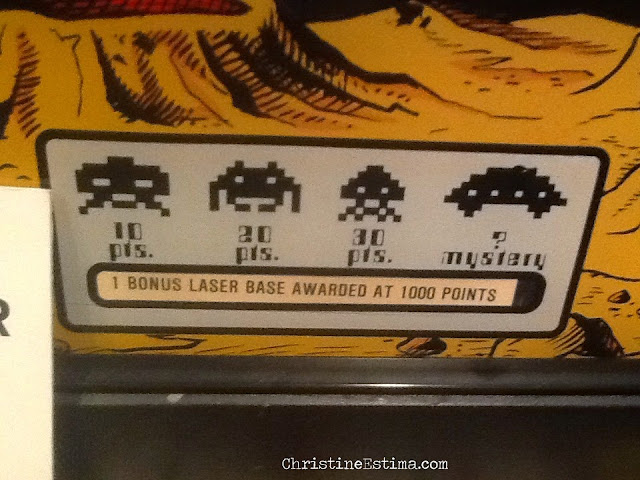 10 20 30 ?
pts. pts. pts. mystery
1 BONUS LASER BASE AWARDED AT 1000 POINTS
R
ChristineEstima.com